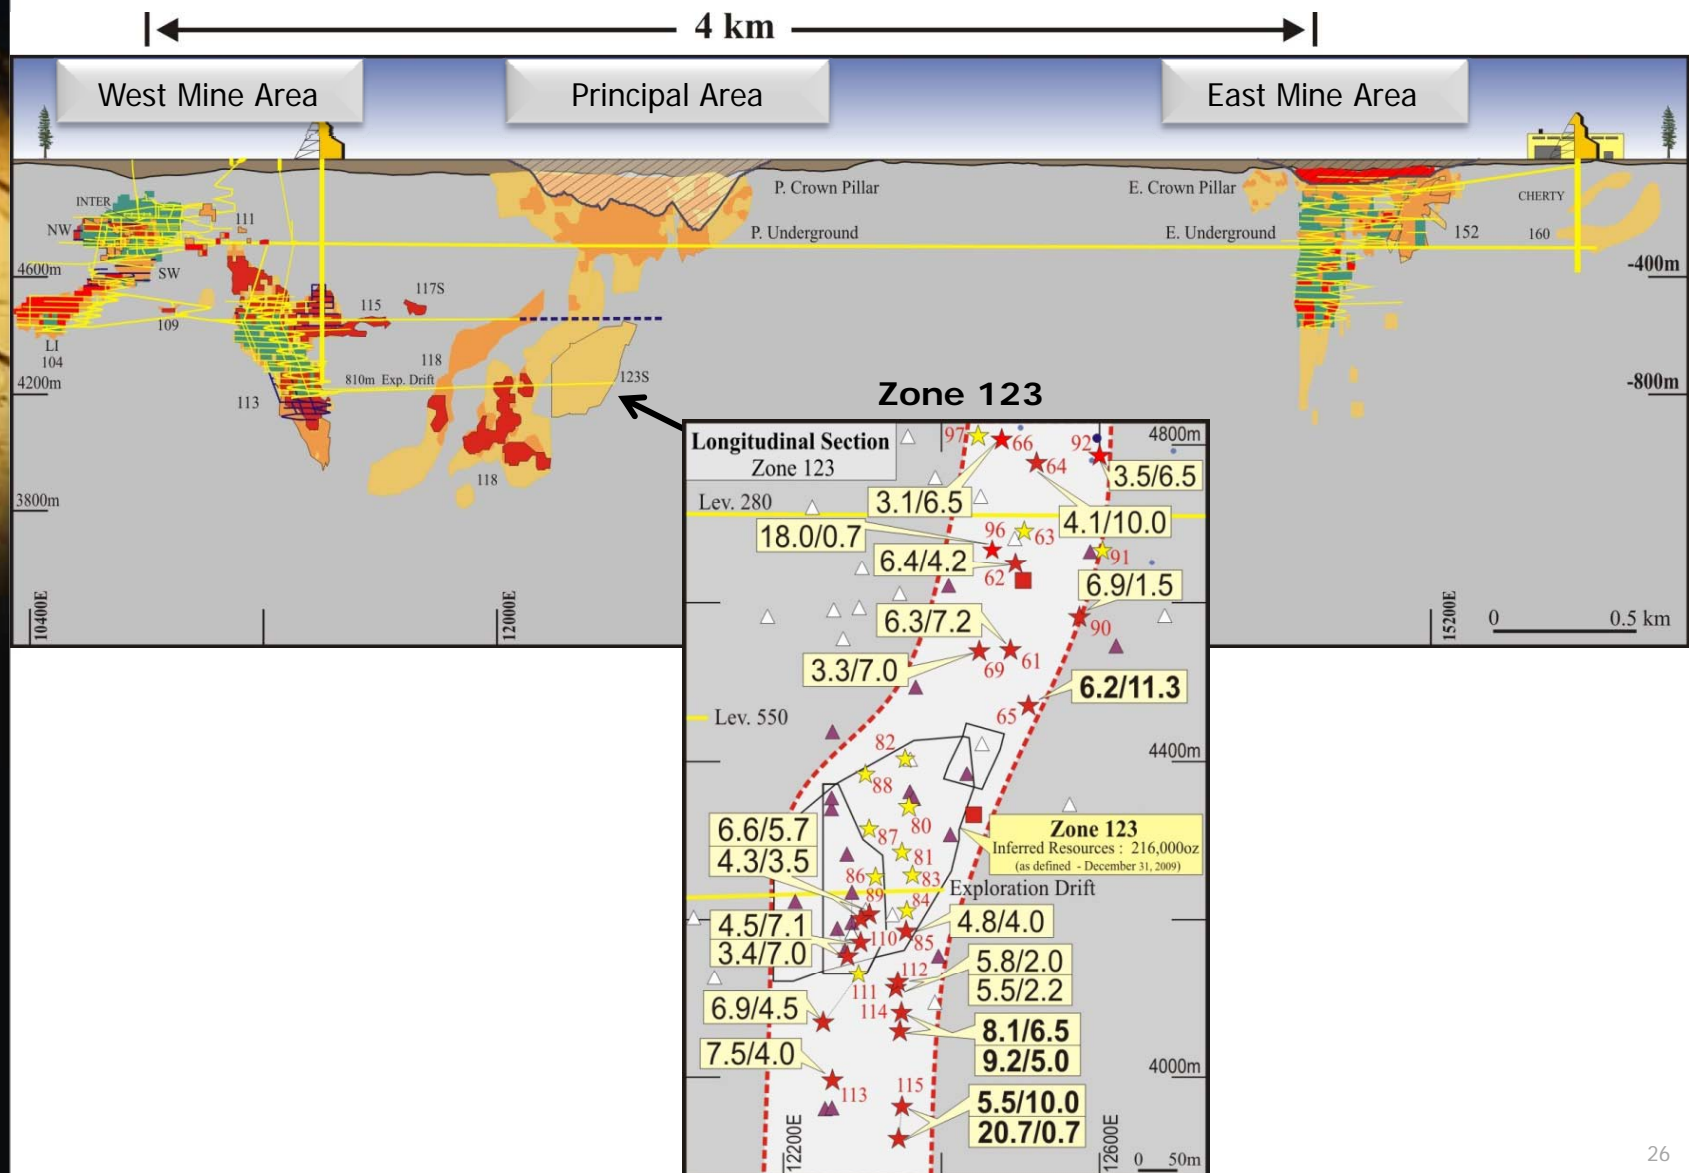 4 km
West Mine Area
Principal Area
East Mine Area
P. Crown Pillar
E. Crown Pillar
CHERTY
INTER
NW
111
P. Underground
E. Underground
152
160
4600m
SW
-400m
109
115
117S
LI
104
118
4200m
810m Exp. Drift
123S
-800m
113
118
3800m
10400E
12000E
15200E
0 0.5 km
Zone 123
Longitudinal Section
Zone 123
97
66
92
4800m
64
3.5/6.5
Lev. 280
3.1/6.5
4.1/10.0
18.0/0.7
96
63
6.4/4.2
62
91
6.9/1.5
6.3/7.2
90
3.3/7.0
69
61
6.2/11.3
65
Lev. 550
82
4400m
88
80
6.6/5.7
4.3/3.5
87
81
Zone 123
Inferred Resources : 216,000oz
(as defined - December 31, 2009)
86
83
Exploration Drift
89
84
4.5/7.1
3.4/7.0
110
85
4.8/4.0
112
5.8/2.0
5.5/2.2
111
6.9/4.5
114
8.1/6.5
9.2/5.0
7.5/4.0
4000m
113
115
5.5/10.0
20.7/0.7
12200E
12600E
0 50m
26